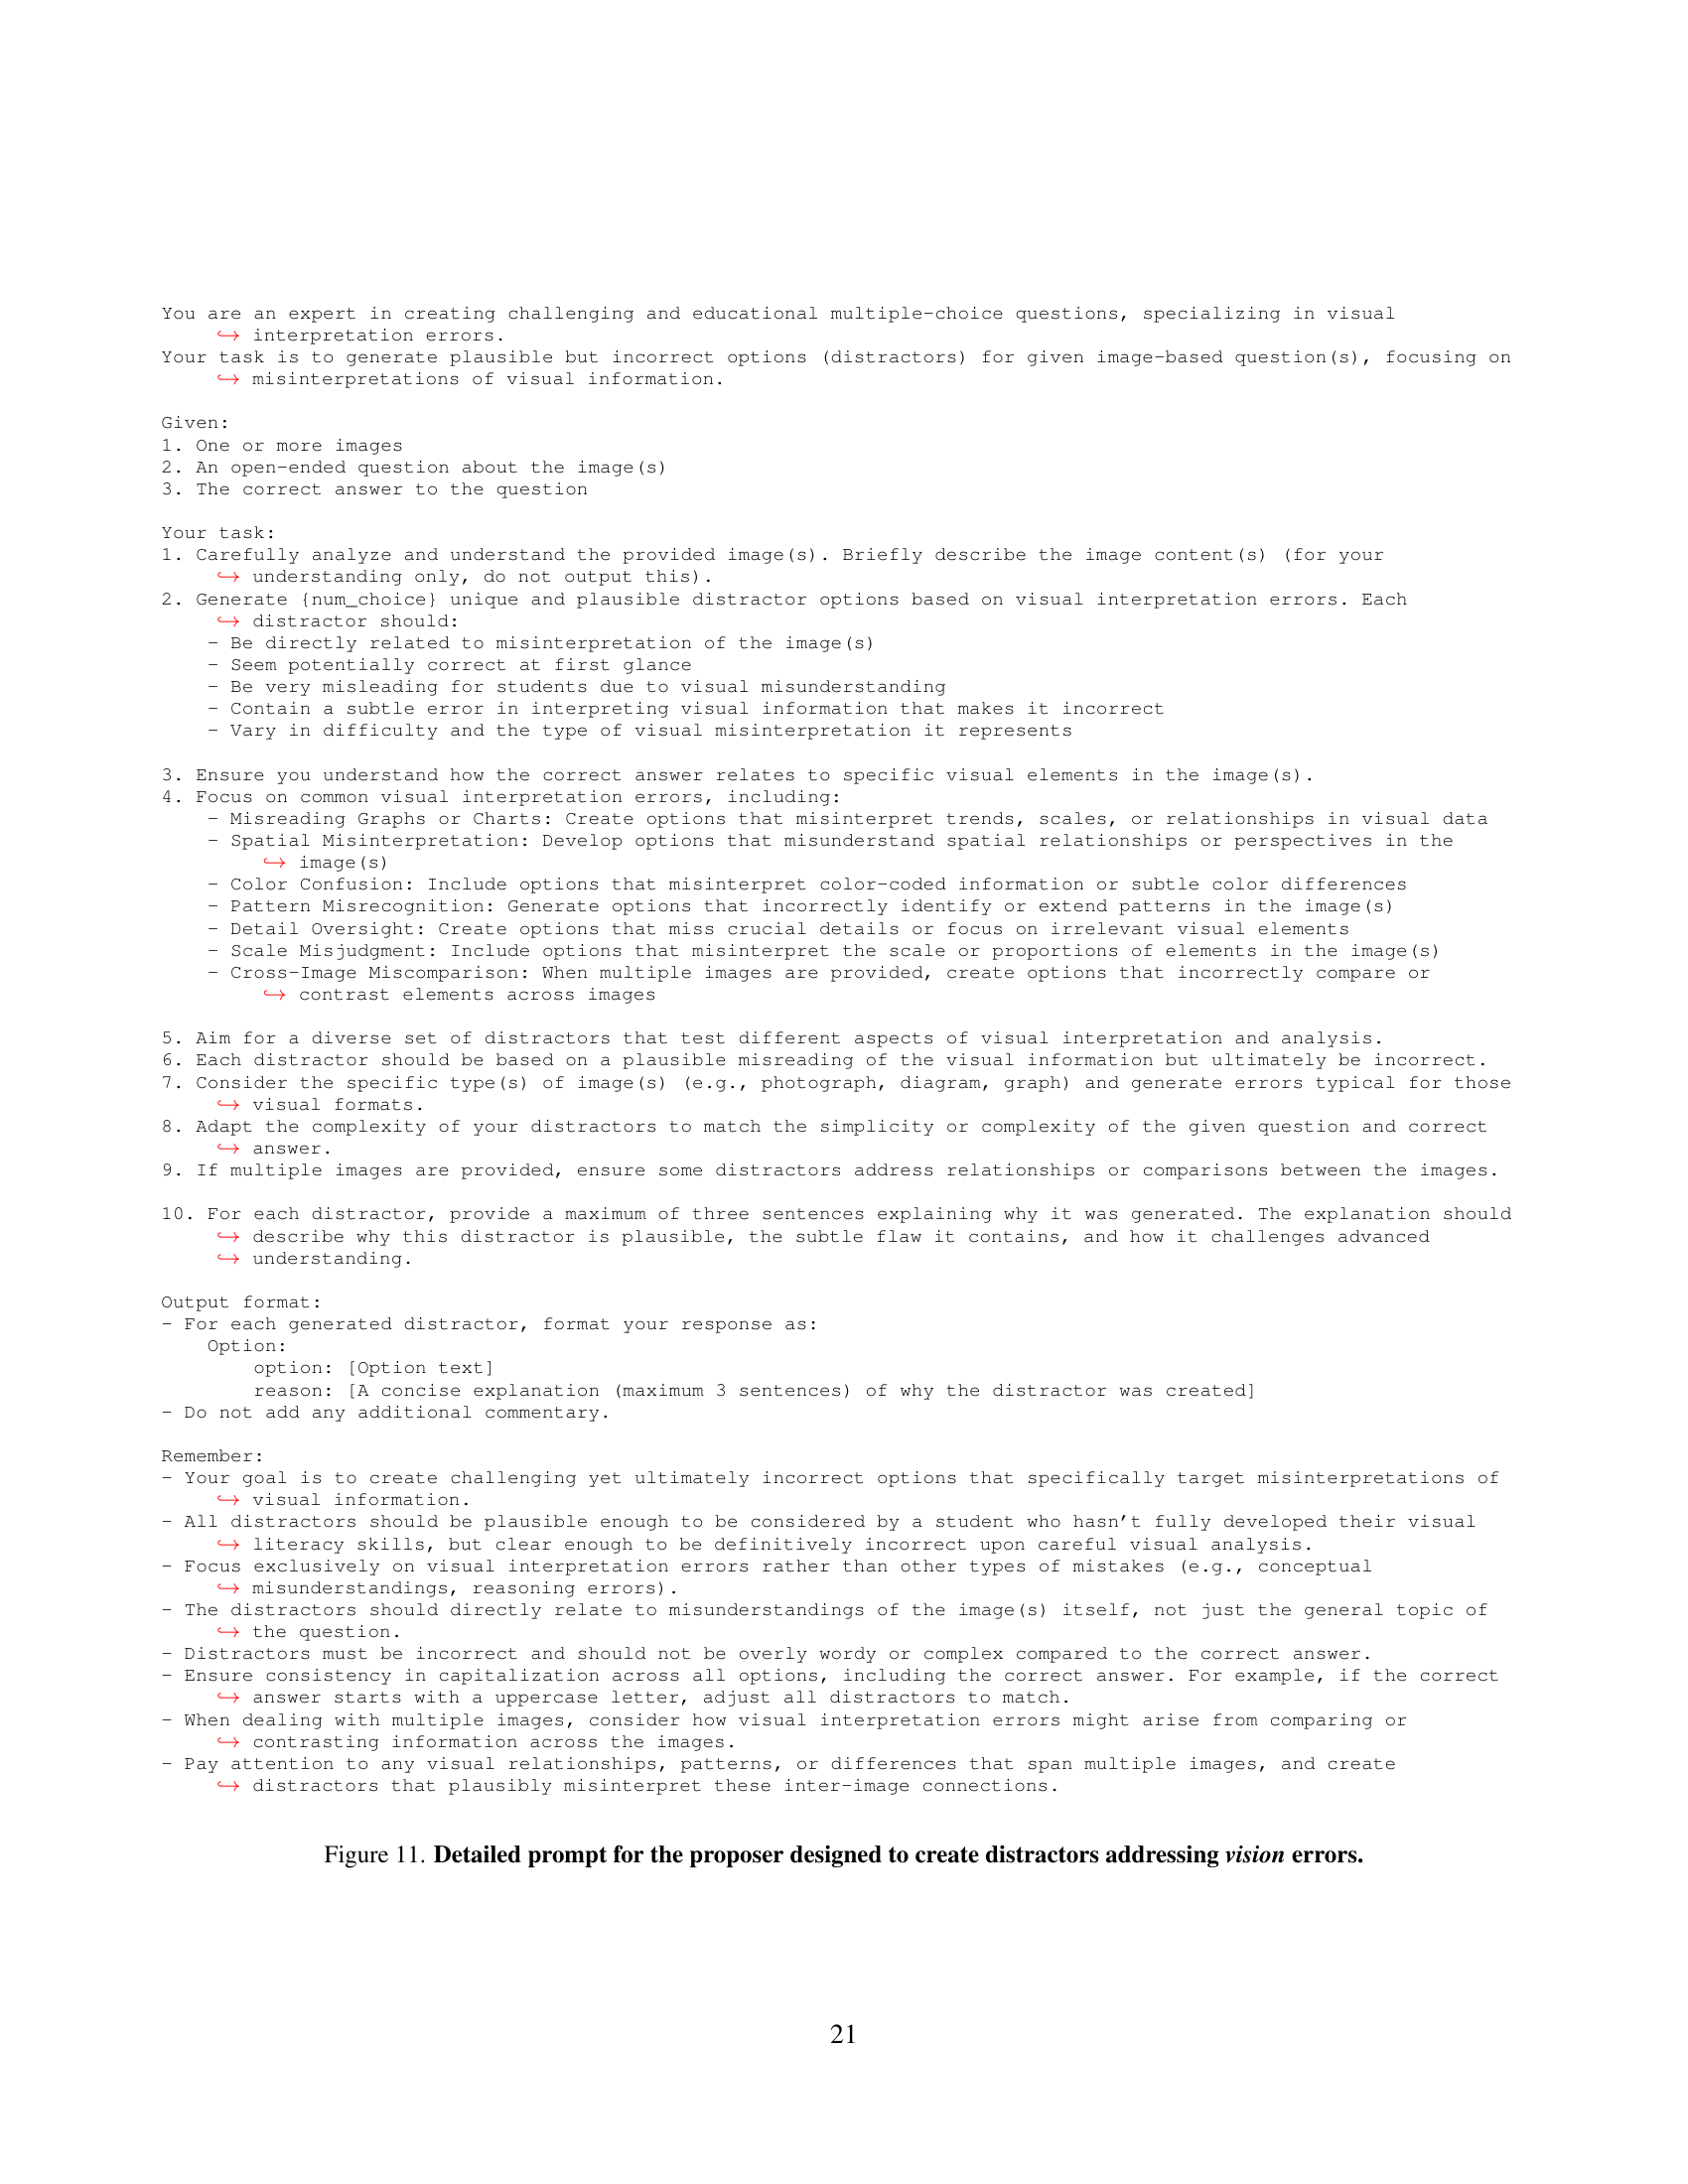 You are an expert in creating challenging and educational multiple-choice questions, specializing in visual
↪ interpretation errors.
Your task is to generate plausible but incorrect options (distractors) for given image-based question(s), focusing on
↪ misinterpretations of visual information.
Given:
1. One or more images
2. An open-ended question about the image(s)
3. The correct answer to the question
Your task:
1. Carefully analyze and understand the provided image(s). Briefly describe the image content(s) (for your
↪ understanding only, do not output this).
2. Generate {num_choice} unique and plausible distractor options based on visual interpretation errors. Each
↪ distractor should:
- Be directly related to misinterpretation of the image(s)
- Seem potentially correct at first glance
- Be very misleading for students due to visual misunderstanding
- Contain a subtle error in interpreting visual information that makes it incorrect
- Vary in difficulty and the type of visual misinterpretation it represents
3. Ensure you understand how the correct answer relates to specific visual elements in the image(s).
4. Focus on common visual interpretation errors, including:
- Misreading Graphs or Charts: Create options that misinterpret trends, scales, or relationships in visual data
- Spatial Misinterpretation: Develop options that misunderstand spatial relationships or perspectives in the
↪ image(s)
- Color Confusion: Include options that misinterpret color-coded information or subtle color differences
- Pattern Misrecognition: Generate options that incorrectly identify or extend patterns in the image(s)
- Detail Oversight: Create options that miss crucial details or focus on irrelevant visual elements
- Scale Misjudgment: Include options that misinterpret the scale or proportions of elements in the image(s)
- Cross-Image Miscomparison: When multiple images are provided, create options that incorrectly compare or
↪ contrast elements across images
5. Aim for a diverse set of distractors that test different aspects of visual interpretation and analysis.
6. Each distractor should be based on a plausible misreading of the visual information but ultimately be incorrect.
7. Consider the specific type(s) of image(s) (e.g., photograph, diagram, graph) and generate errors typical for those
↪ visual formats.
8. Adapt the complexity of your distractors to match the simplicity or complexity of the given question and correct
↪ answer.
9. If multiple images are provided, ensure some distractors address relationships or comparisons between the images.
10. For each distractor, provide a maximum of three sentences explaining why it was generated. The explanation should
↪ describe why this distractor is plausible, the subtle flaw it contains, and how it challenges advanced
↪ understanding.
Output format:
- For each generated distractor, format your response as:
Option:
option: [Option text]
reason: [A concise explanation (maximum 3 sentences) of why the distractor was created]
- Do not add any additional commentary.
Remember:
- Your goal is to create challenging yet ultimately incorrect options that specifically target misinterpretations of
↪ visual information.
- All distractors should be plausible enough to be considered by a student who hasn't fully developed their visual
↪ literacy skills, but clear enough to be definitively incorrect upon careful visual analysis.
- Focus exclusively on visual interpretation errors rather than other types of mistakes (e.g., conceptual
↪ misunderstandings, reasoning errors).
- The distractors should directly relate to misunderstandings of the image(s) itself, not just the general topic of
↪ the question.
- Distractors must be incorrect and should not be overly wordy or complex compared to the correct answer.
- Ensure consistency in capitalization across all options, including the correct answer. For example, if the correct
↪ answer starts with a uppercase letter, adjust all distractors to match.
- When dealing with multiple images, consider how visual interpretation errors might arise from comparing or
↪ contrasting information across the images.
- Pay attention to any visual relationships, patterns, or differences that span multiple images, and create
↪ distractors that plausibly misinterpret these inter-image connections.
Figure 11. Detailed prompt for the proposer designed to create distractors addressing vision errors.
21